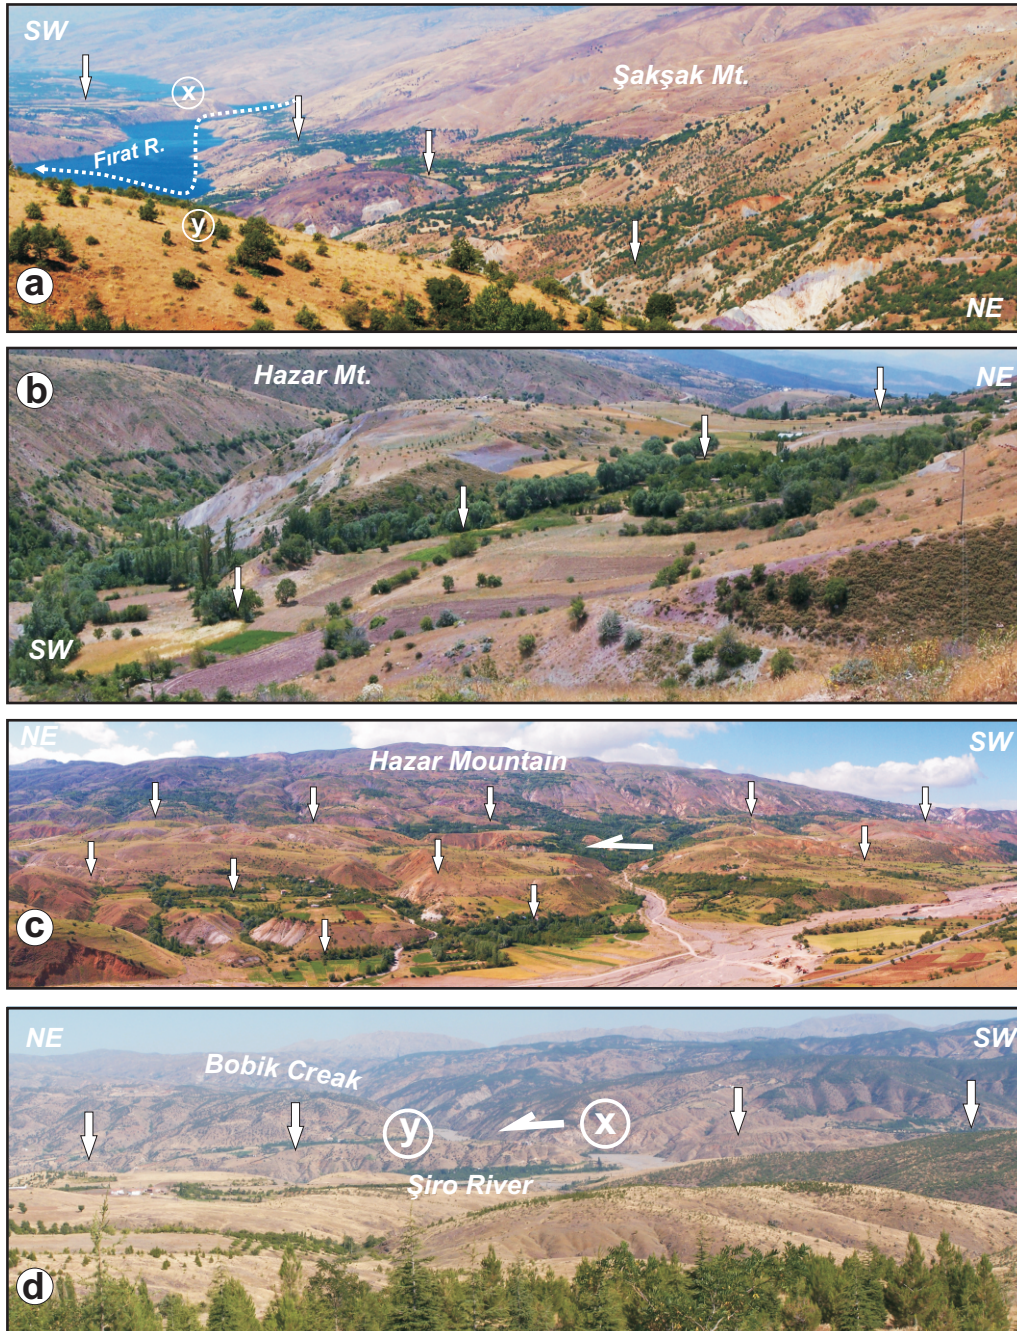 SW
Şakşak Mt.
x
Fırat R.
y
a
NE
b
Hazar Mt.
NE
SW
NE
Hazar Mountain
SW
c
NE
SW
Bobik Creak
y
x
Şiro River
d